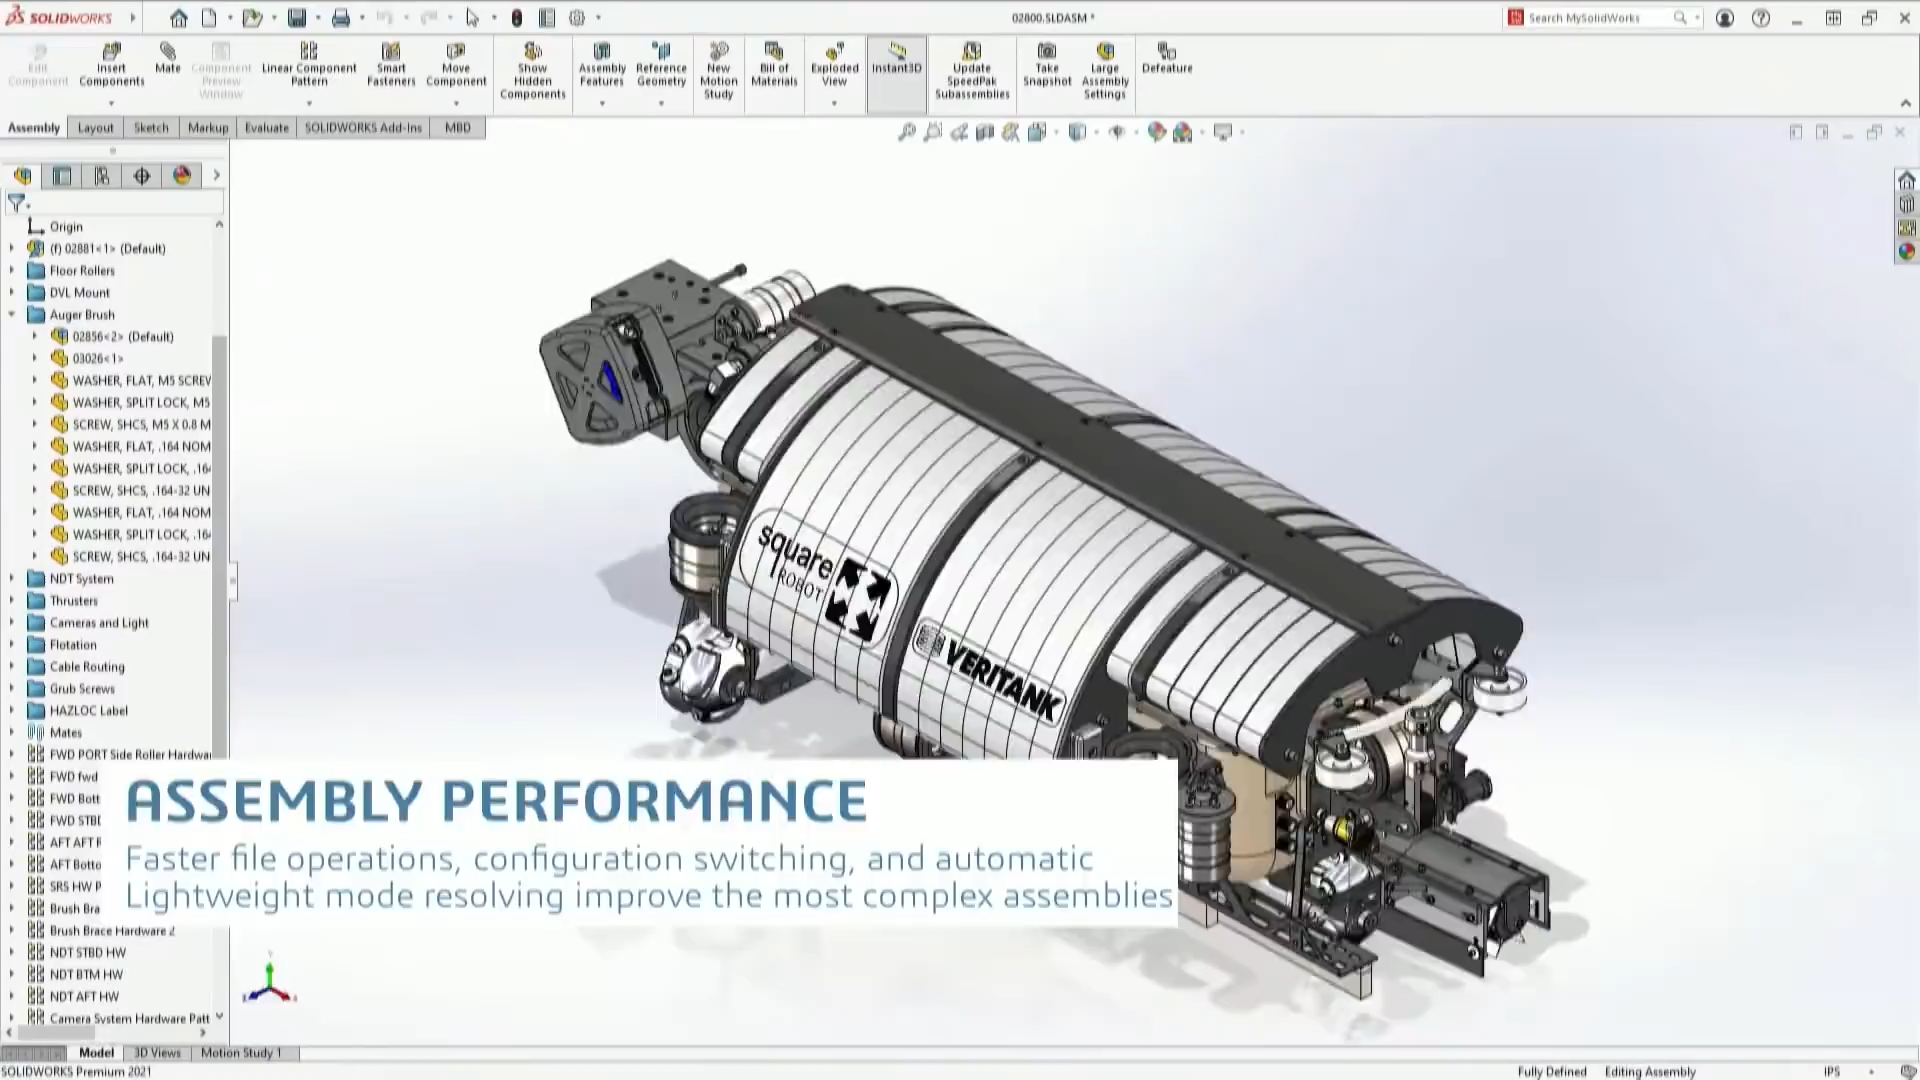 SOLIDWORKS
02800.SLDASM *
Search MySolidWorks
Edit Component
Insert Components
Mate
Component Preview Window
Linear Component Pattern
Smart Fasteners
Move Component
Show Hidden Components
Assembly Features
Reference Geometry
New Motion Study
Bill of Materials
Exploded View
Instant3D
Update SpeedPak Subassemblies
Take Snapshot
Large Assembly Settings
Defeature
Assembly
Layout
Sketch
Markup
Evaluate
SOLIDWORKS Add-Ins
MBD
Origin
(f) 02881<1> (Default)
Floor Rollers
DVL Mount
Auger Brush
02856<2> (Default)
03026<1>
WASHER, FLAT, M5 SCREV
WASHER, SPLIT LOCK, M5
SCREW, SHCS, M5 X 0.8 M
WASHER, FLAT, .164 NOM
WASHER, SPLIT LOCK, .164
SCREW, SHCS, .164-32 UN
WASHER, FLAT, .164 NOM
WASHER, SPLIT LOCK, .164
SCREW, SHCS, .164-32 UN
NDT System
Thrusters
Cameras and Light
Flotation
Cable Routing
Grub Screws
HAZLOC Label
Mates
FWD PORT Side Roller Hardwa
FWD fwd
FWD Bott
FWD STB
AFT AFT F
AFT Botto
SRS HW P
Brush Bra
Brush Brace Hardware 2
NDT STBD HW
NDT BTM HW
NDT AFT HW
Camera System Hardware Patt
square
ROBOT
VERITANK
ASSEMBLY PERFORMANCE
Faster file operations, configuration switching, and automatic
Lightweight mode resolving improve the most complex assemblies
Model
3D Views
Motion Study 1
SOLIDWORKS Premium 2021
Fully Defined
Editing Assembly
IPS